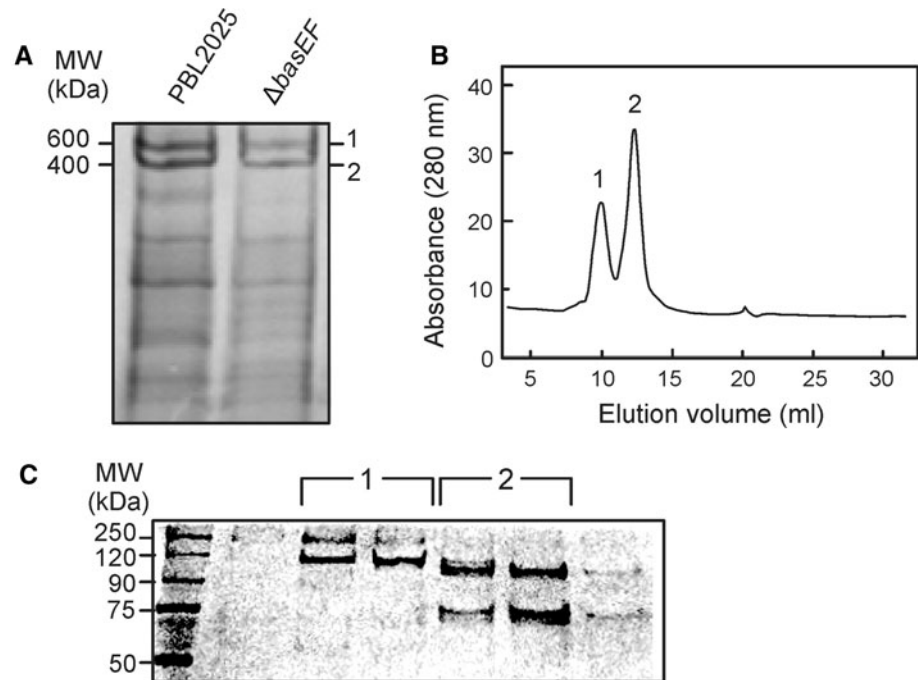 A
MW
(kDa)
PBL2025
ΔbasEF
600
400
1
2
B
Absorbance (280 nm)
40
30
20
10
0
1
2
5
10
15
20
25
30
Elution volume (ml)
C
MW
(kDa)
1
2
250
120
90
75
50